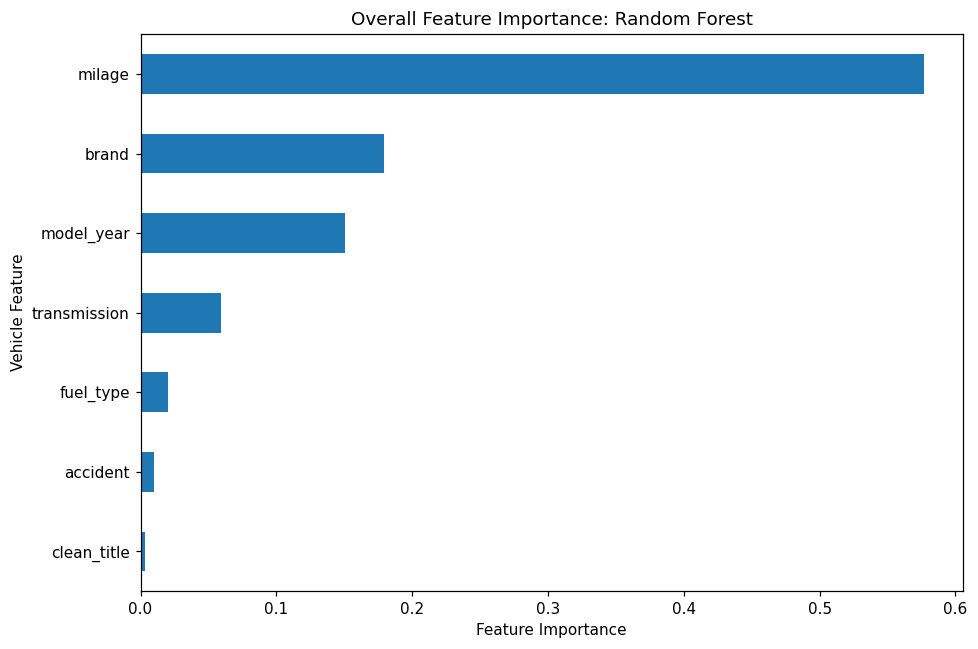 Overall Feature Importance: Random Forest
milage
brand
model_year
transmission
fuel_type
accident
clean_title
Vehicle Feature
0.0 0.1 0.2 0.3 0.4 0.5 0.6
Feature Importance